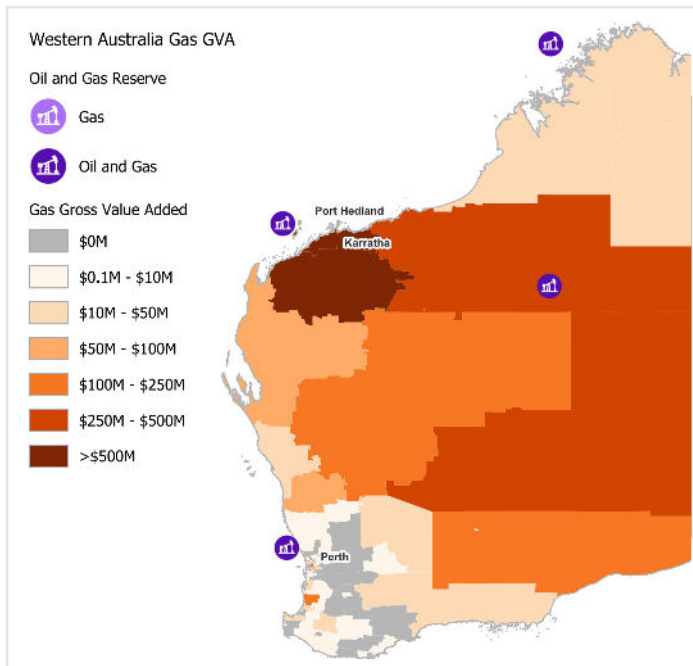 Western Australia Gas GVA
Oil and Gas Reserve
Gas
Oil and Gas
Gas Gross Value Added
$0M
$0.1M - $10M
$10M - $50M
$50M - $100M
$100M - $250M
$250M - $500M
>$500M
Port Hedland
Karratha
Perth